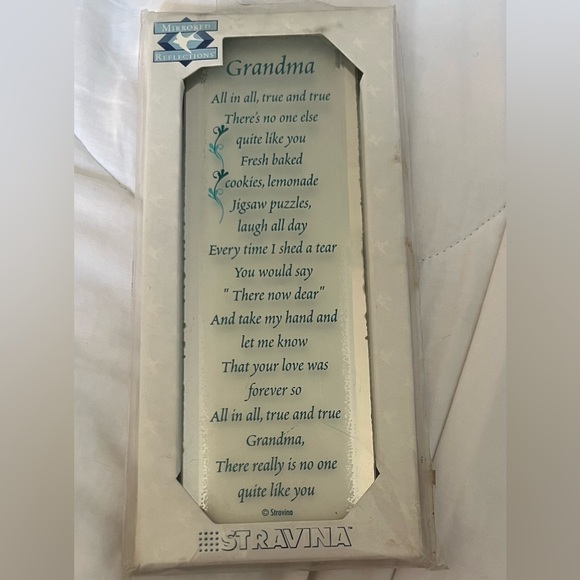 MIRRORED
REFLECTIONS
Grandma
All in all, true and true
There's no one else
quite like you
Fresh baked
cookies, lemonade
Jigsaw puzzles,
laugh all day
Every time I shed a tear
You would say
" There now dear"
And take my hand and
let me know
That your love was
forever so
All in all, true and true
Grandma,
There really is no one
quite like you
© Stravina
STRAVINA™